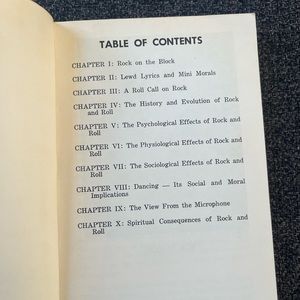 TABLE OF CONTENTS
CHAPTER I: Rock on the Block
CHAPTER II: Lewd Lyrics and Mini Morals
CHAPTER III: A Roll Call on Rock
CHAPTER IV: The History and Evolution of Rock
and Roll
CHAPTER V: The Psychological Effects of Rock and
Roll
CHAPTER VI: The Physiological Effects of Rock and
Roll
CHAPTER VII: The Sociological Effects of Rock and
Roll
CHAPTER VIII: Dancing — Its Social and Moral
Implications
CHAPTER IX: The View From the Microphone
CHAPTER X: Spiritual Consequences of Rock and
Roll